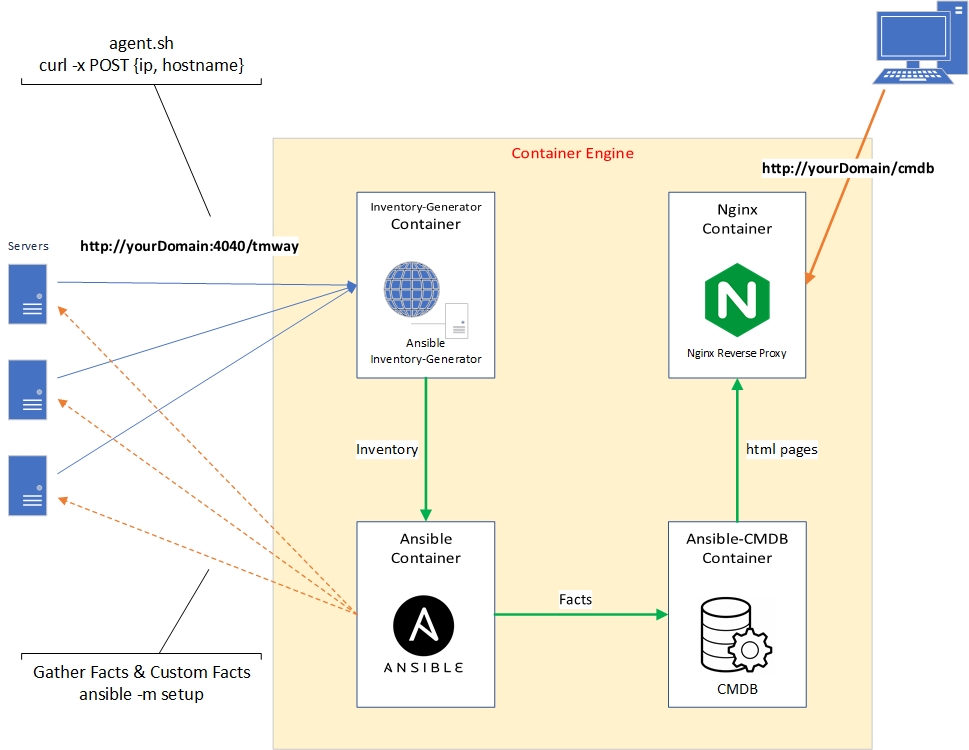 agent.sh
curl -x POST {ip, hostname}
Container Engine
http://yourDomain/cmdb
Servers
http://yourDomain:4040/tmway
Inventory-Generator
Container
Ansible
Inventory-Generator
Nginx
Container
N
Nginx Reverse Proxy
Inventory
html pages
Ansible
Container
ANSIBLE
Facts
Ansible-CMDB
Container
CMDB
Gather Facts & Custom Facts
ansible -m setup